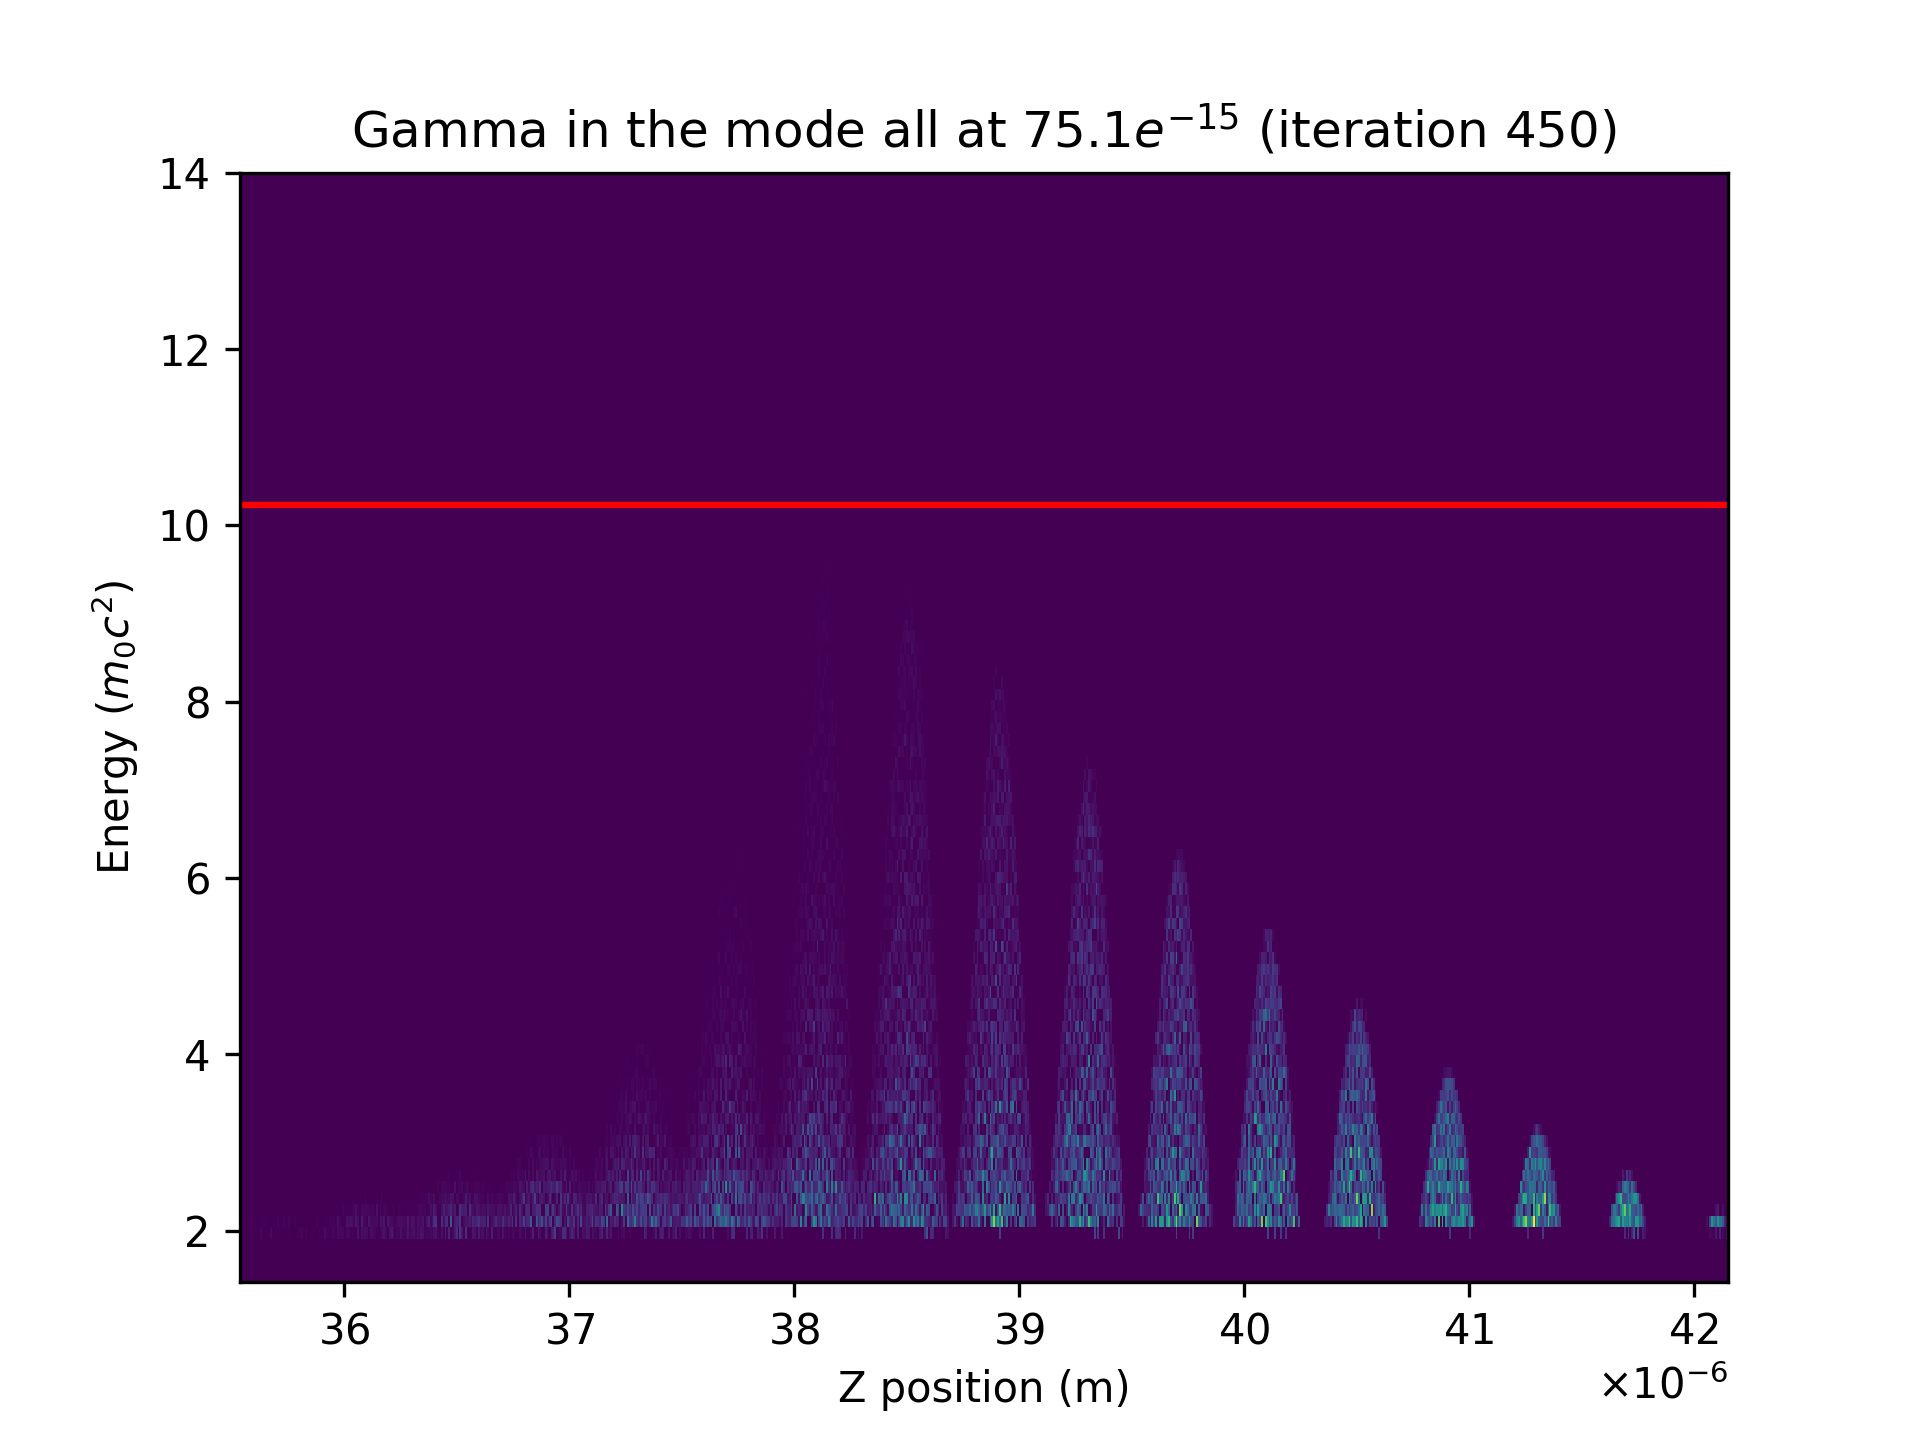 Gamma in the mode all at 75.1e⁻¹⁵ (iteration 450)
14
12
10
8
6
4
2
Energy (m₀c²)
36 37 38 39 40 41 42
×10⁻⁶
Z position (m)